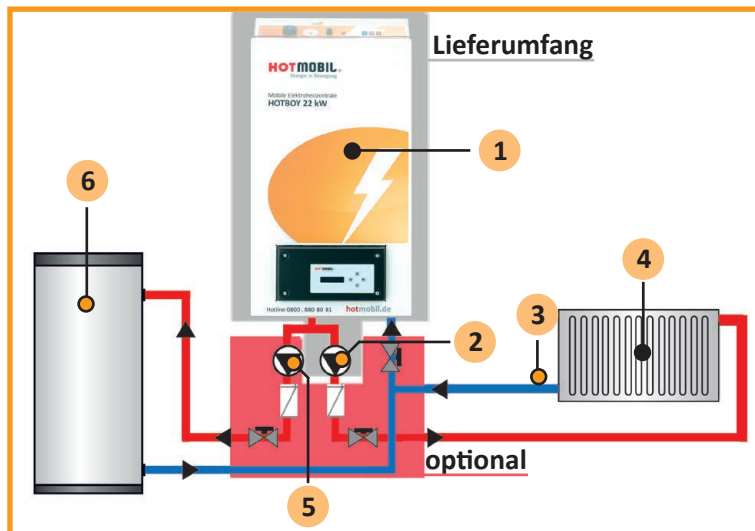 Lieferumfang
HOTMOBIL
Energie in Bewegung
Mobile Elektroheizzentrale
HOTBOY 22 kW
1
6
HOTMOBIL
Hotline 0800 . 880 80 81 hotmobil.de
4
3
2
optional
5